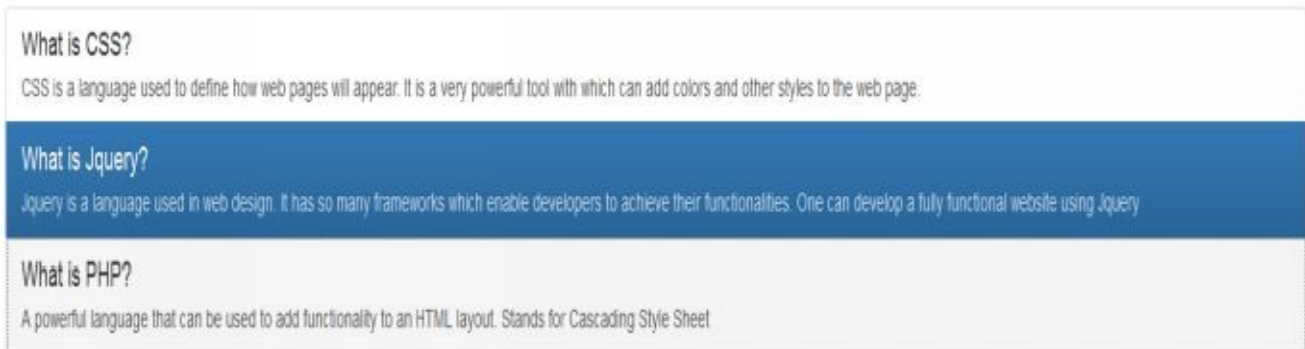 What is CSS?
CSS is a language used to define how web pages will appear. It is a very powerful tool with which can add colors and other styles to the web page.
What is Jquery?
Jquery is a language used in web design. It has so many frameworks which enable developers to achieve their functionalities. One can develop a fully functional website using Jquery
What is PHP?
A powerful language that can be used to add functionality to an HTML layout. Stands for Cascading Style Sheet